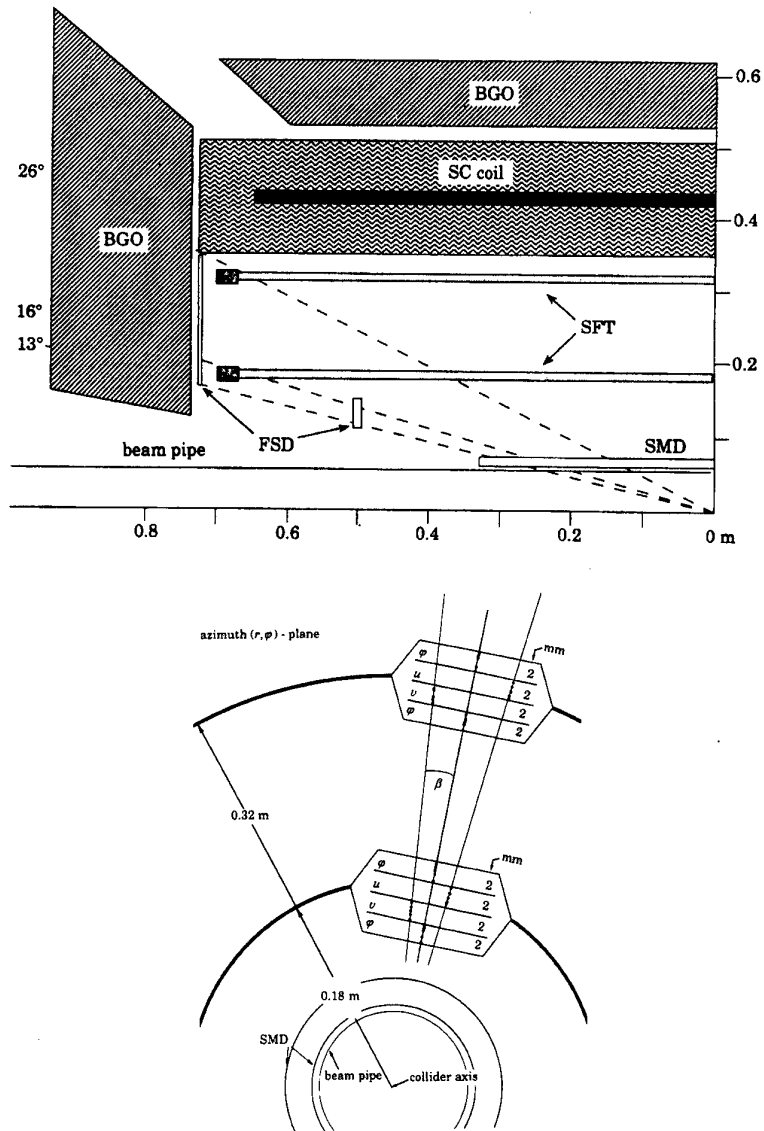 BGO
0.6
26°
SC coil
BGO
0.4
16°
SFT
13°
0.2
FSD
SMD
beam pipe
0.8
0.6
0.4
0.2
0 m
azimuth (r,φ) - plane
mm
φ
2
u
2
υ
2
φ
2
β
0.32 m
mm
φ
2
u
2
υ
2
φ
2
0.18 m
SMD
beam pipe
collider axis